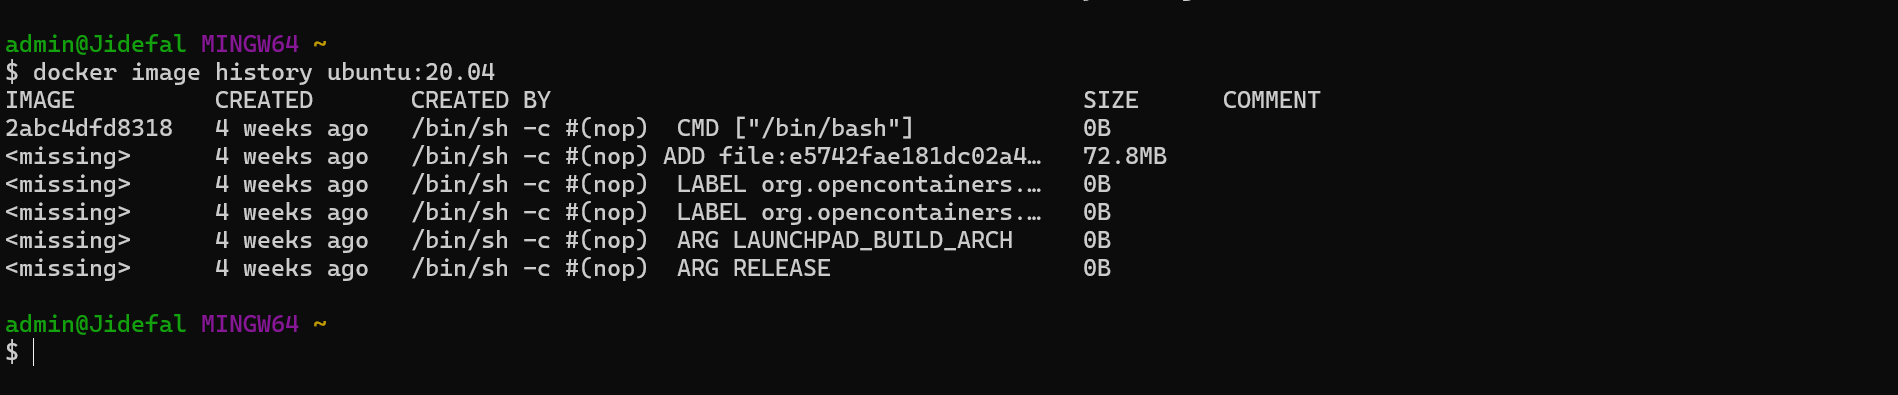 admin@Jidefal MINGW64 ~
$ docker image history ubuntu:20.04
IMAGE          CREATED       CREATED BY                                      SIZE      COMMENT
2abc4dfd8318   4 weeks ago   /bin/sh -c #(nop)  CMD ["/bin/bash"]            0B
<missing>      4 weeks ago   /bin/sh -c #(nop) ADD file:e5742fae181dc02a4…   72.8MB
<missing>      4 weeks ago   /bin/sh -c #(nop)  LABEL org.opencontainers.…   0B
<missing>      4 weeks ago   /bin/sh -c #(nop)  LABEL org.opencontainers.…   0B
<missing>      4 weeks ago   /bin/sh -c #(nop)  ARG LAUNCHPAD_BUILD_ARCH     0B
<missing>      4 weeks ago   /bin/sh -c #(nop)  ARG RELEASE                  0B
admin@Jidefal MINGW64 ~
$